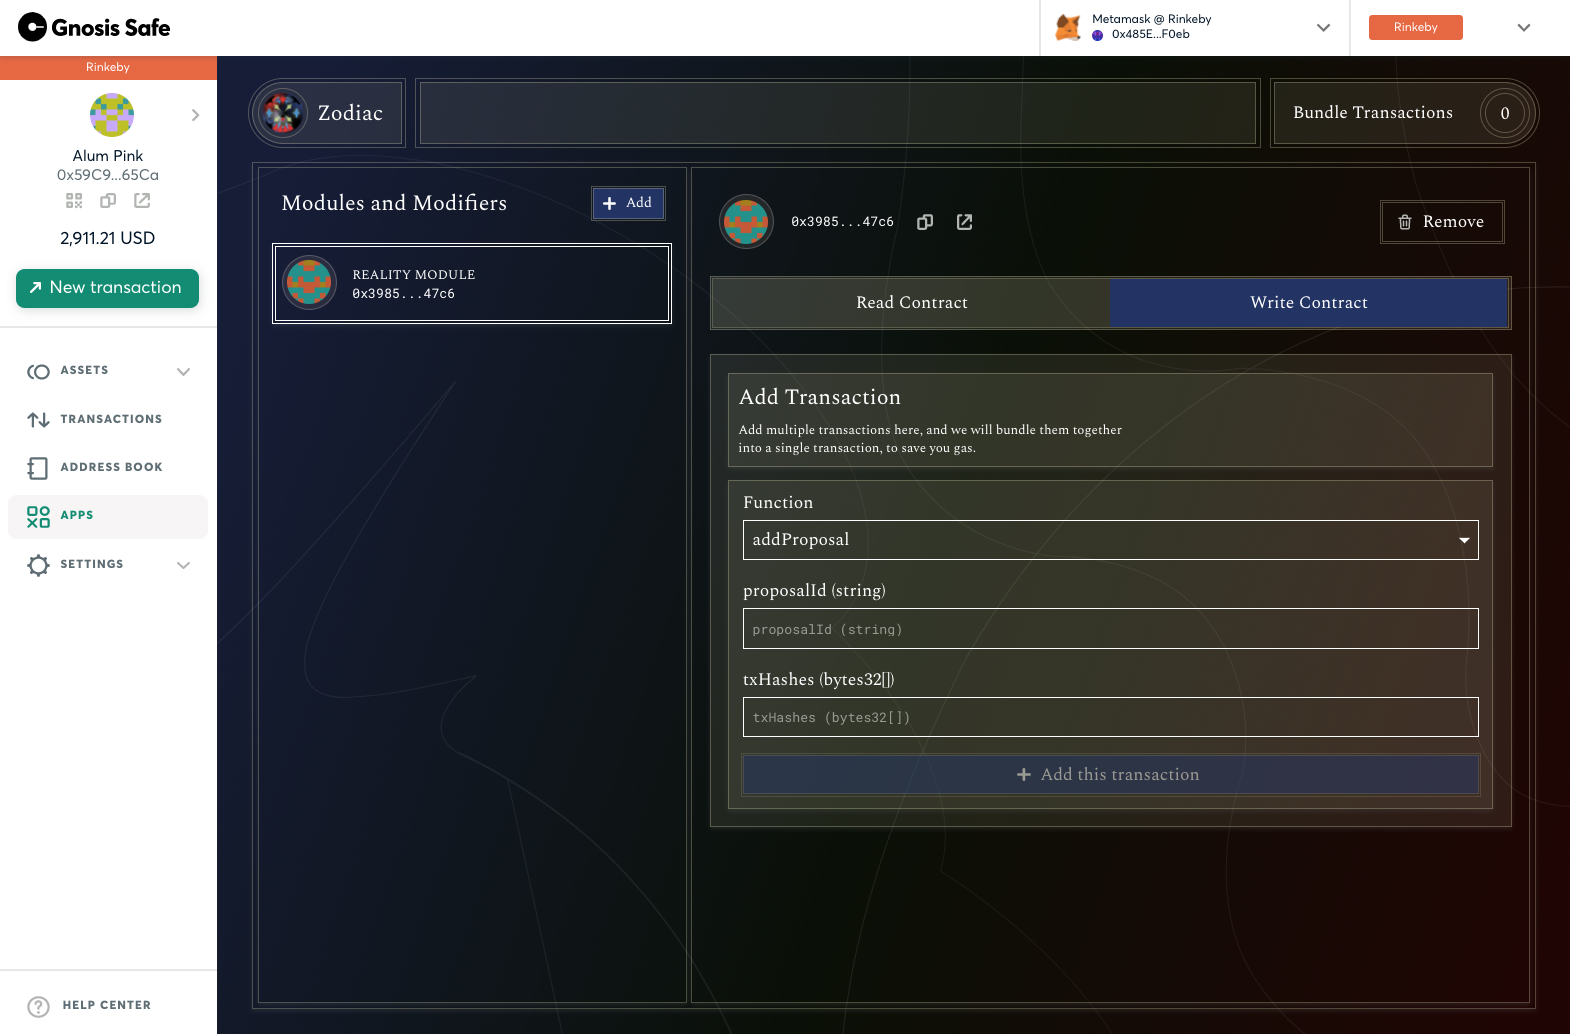 Gnosis Safe
Metamask @ Rinkeby
0x485E...F0eb
Rinkeby
Rinkeby
Alum Pink
0x59C9...65Ca
2,911.21 USD
New transaction
ASSETS
TRANSACTIONS
ADDRESS BOOK
APPS
SETTINGS
HELP CENTER
Zodiac
Bundle Transactions
0
Modules and Modifiers
Add
REALITY MODULE
0x3985...47c6
0x3985...47c6
Remove
Read Contract
Write Contract
Add Transaction
Add multiple transactions here, and we will bundle them together
into a single transaction, to save you gas.
Function
addProposal
proposalId (string)
proposalId (string)
txHashes (bytes32[])
txHashes (bytes32[])
Add this transaction